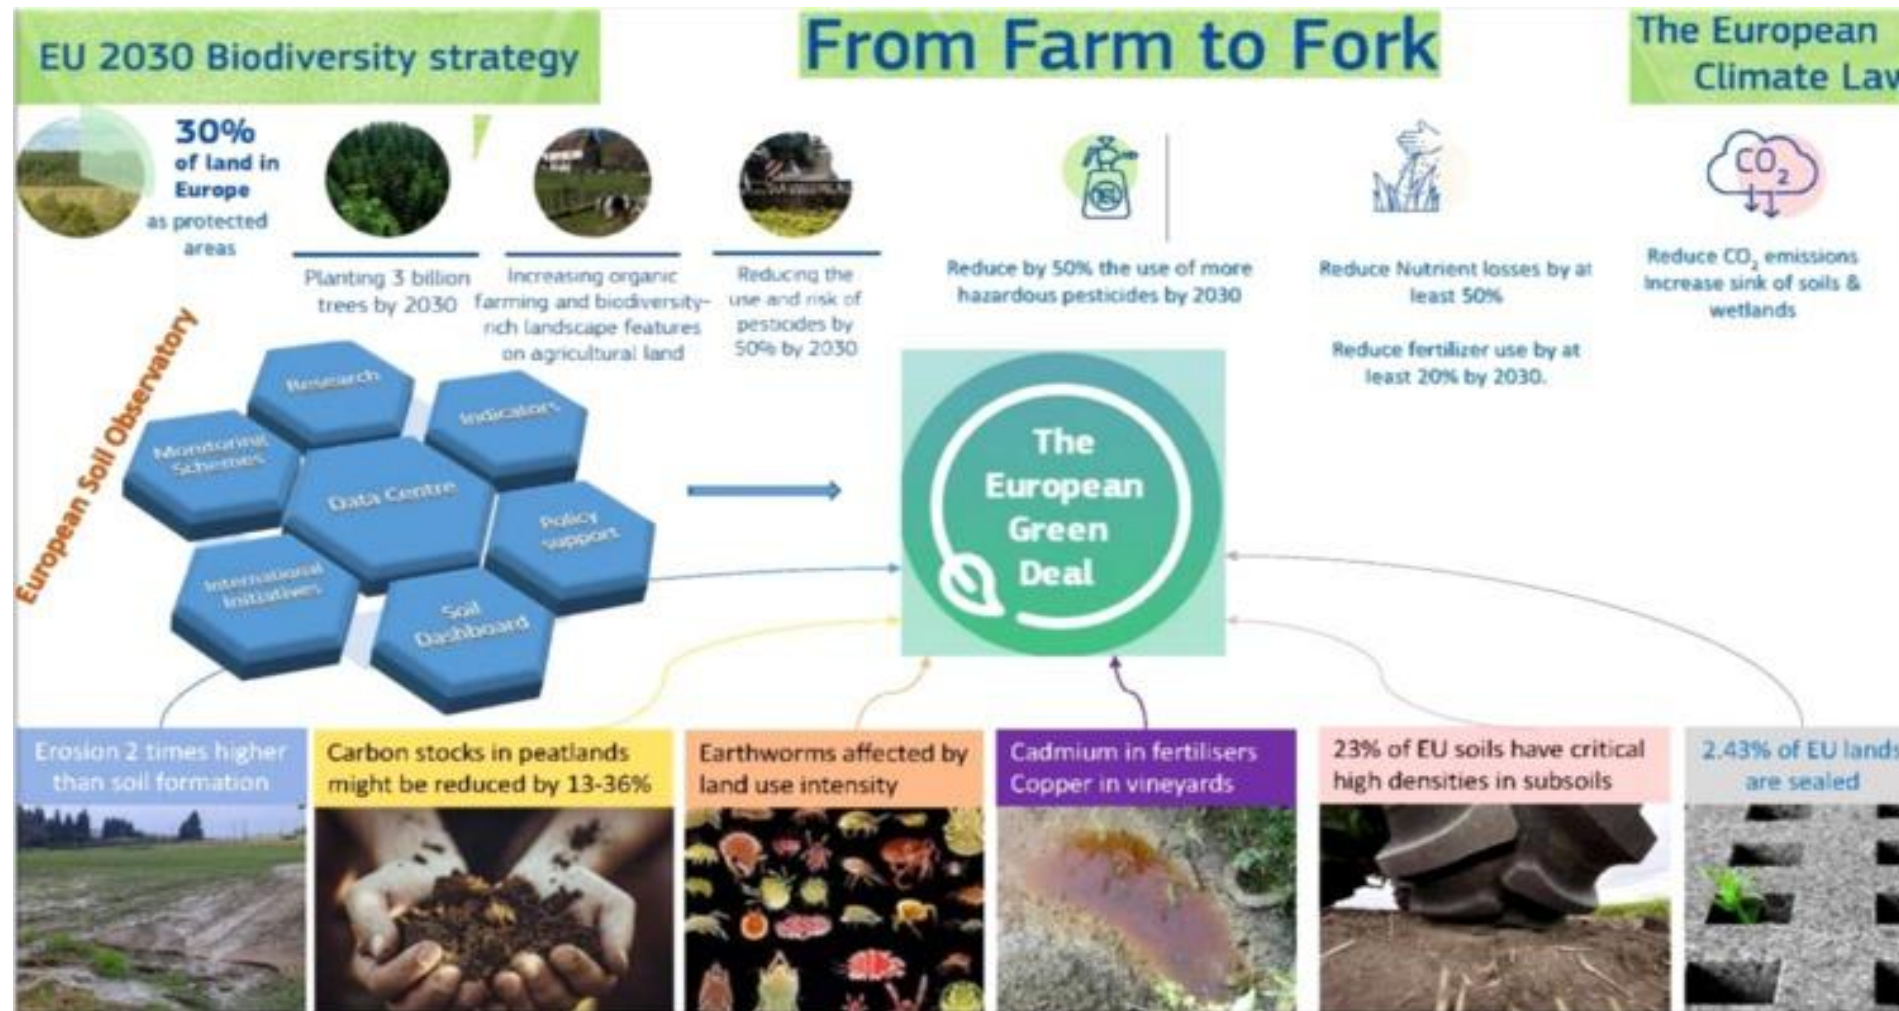 EU 2030 Biodiversity strategy
From Farm to Fork
The European
Climate Law
30%
of land in
Europe
as protected
areas
Planting 3 billion
trees by 2030
Increasing organic
farming and biodiversity-
rich landscape features
on agricultural land
Reducing the
use and risk of
pesticides by
50% by 2030
Reduce by 50% the use of more
hazardous pesticides by 2030
Reduce Nutrient losses by at
least 50%
Reduce fertilizer use by at
least 20% by 2030.
CO2
Reduce CO2 emissions
Increase sink of soils &
wetlands
European Soil Observatory
Research
Indicators
Monitoring
Schemes
Data Centre
Policy
support
International
Initiatives
Soil
Dashboard
The
European
Green
Deal
Erosion 2 times higher
than soil formation
Carbon stocks in peatlands
might be reduced by 13-36%
Earthworms affected by
land use intensity
Cadmium in fertilisers
Copper in vineyards
23% of EU soils have critical
high densities in subsoils
2.43% of EU lands
are sealed